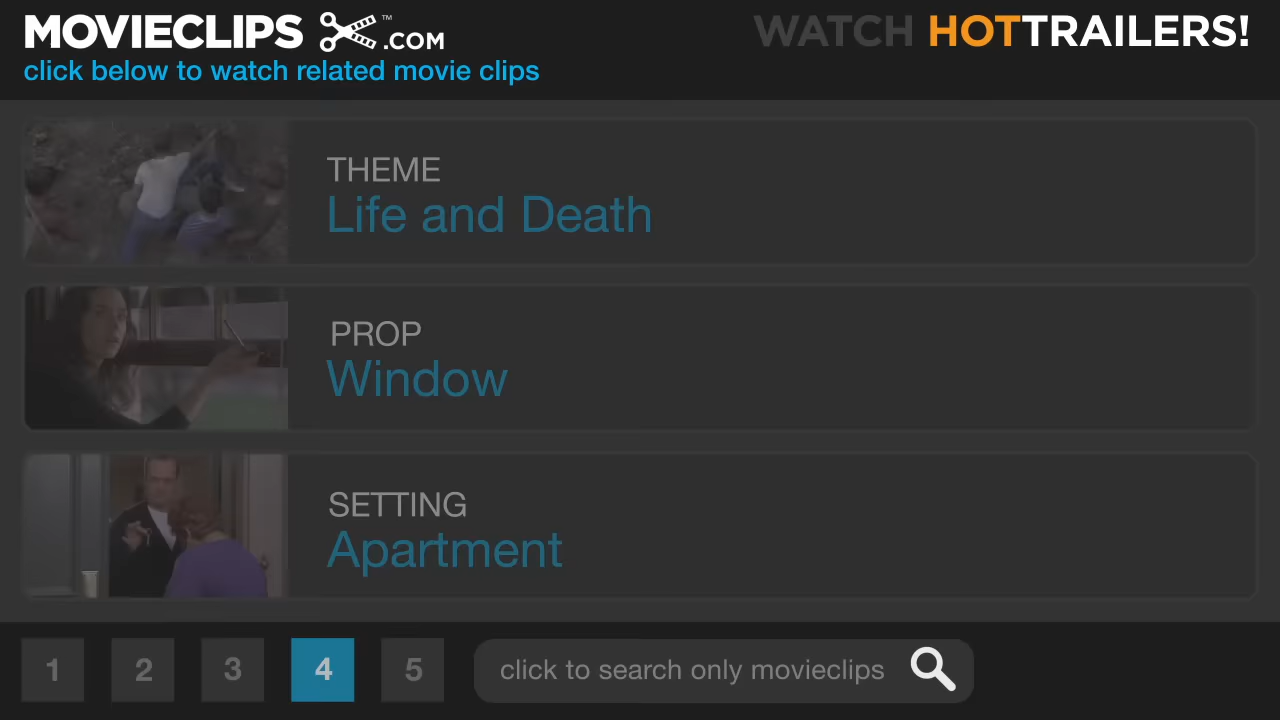 MOVIECLIPS ™ .COM
WATCH HOTTRAILERS!
click below to watch related movie clips
THEME
Life and Death
PROP
Window
SETTING
Apartment
1 2 3 4 5
click to search only movieclips